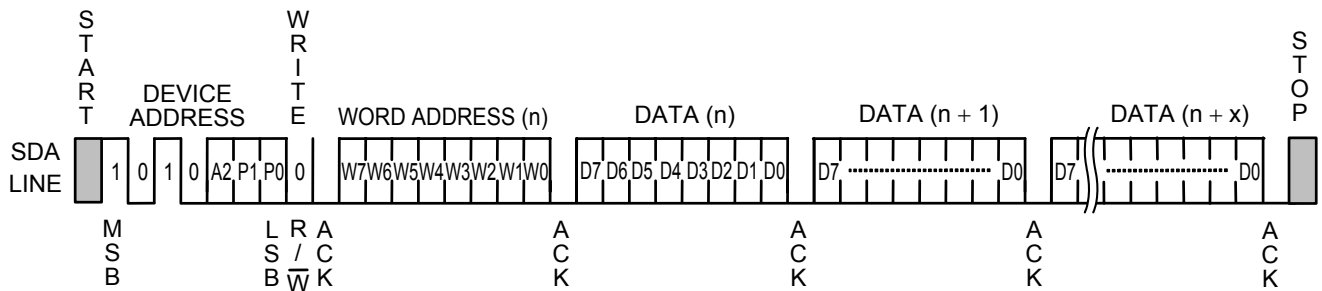 START
WRITE
STOP
DEVICE
ADDRESS
WORD ADDRESS (n)
DATA (n)
DATA (n + 1)
DATA (n + x)
SDA
LINE
1 0 1 0 A2 P1 P0 0 W7 W6 W5 W4 W3 W2 W1 W0 D7 D6 D5 D4 D3 D2 D1 D0 D7 D0 D7 D0
MSB
LSB
R/W̅
ACK
ACK
ACK
ACK
ACK